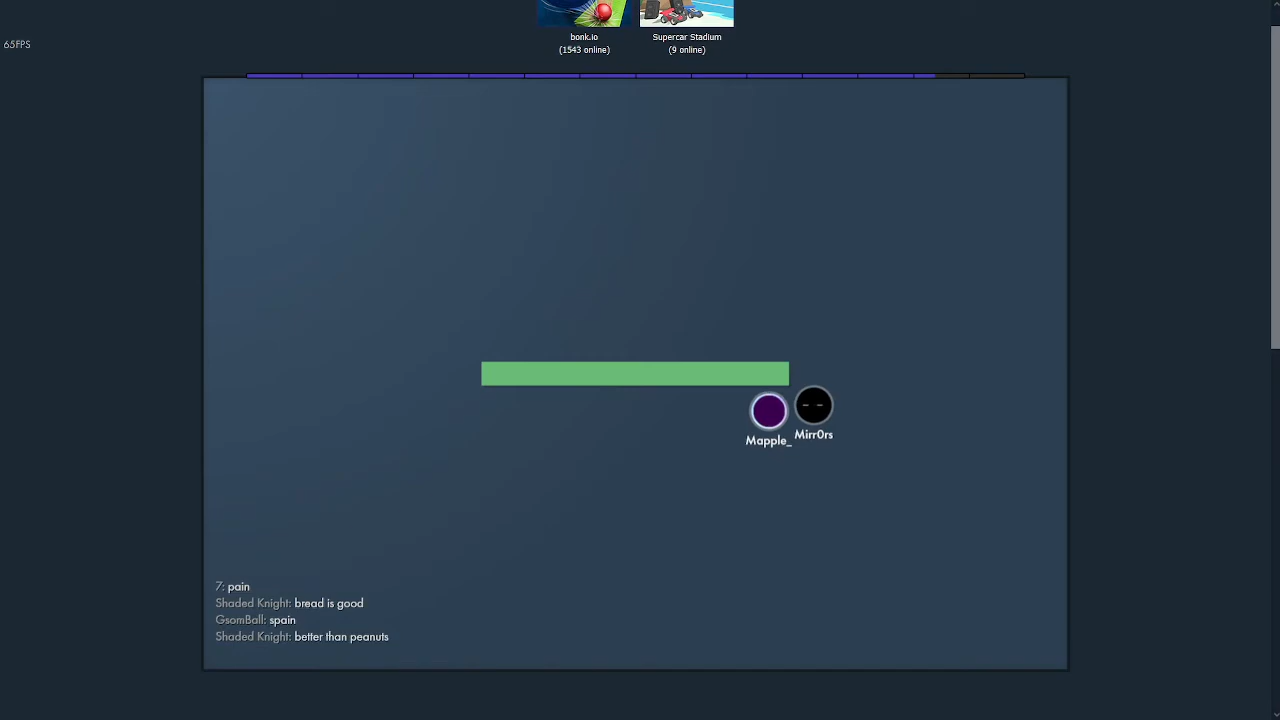 bonk.io
(1543 online)
Supercar Stadium
(9 online)
65FPS
Mapple_
Mirr0rs
7: pain
Shaded Knight: bread is good
GsomBall: spain
Shaded Knight: better than peanuts